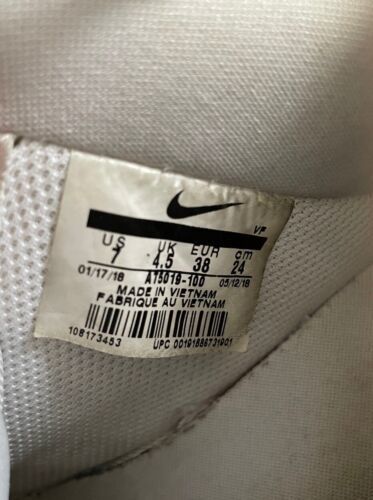 VF
US UK EUR cm
7 4.5 38 24
01/17/18 AT5019-100 05/12/18
MADE IN VIETNAM
FABRIQUE AU VIETNAM
108173453 UPC 00191886731901